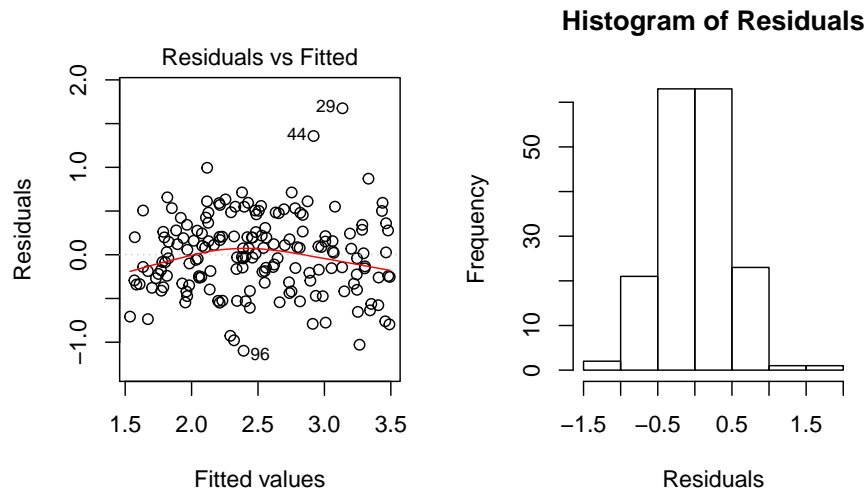 Residuals vs Fitted
Residuals
2.0
1.0
0.0
−1.0
29
44
96
1.5 2.0 2.5 3.0 3.5
Fitted values
Histogram of Residuals
Frequency
50
30
10
0
−1.5 −0.5 0.5 1.5
Residuals